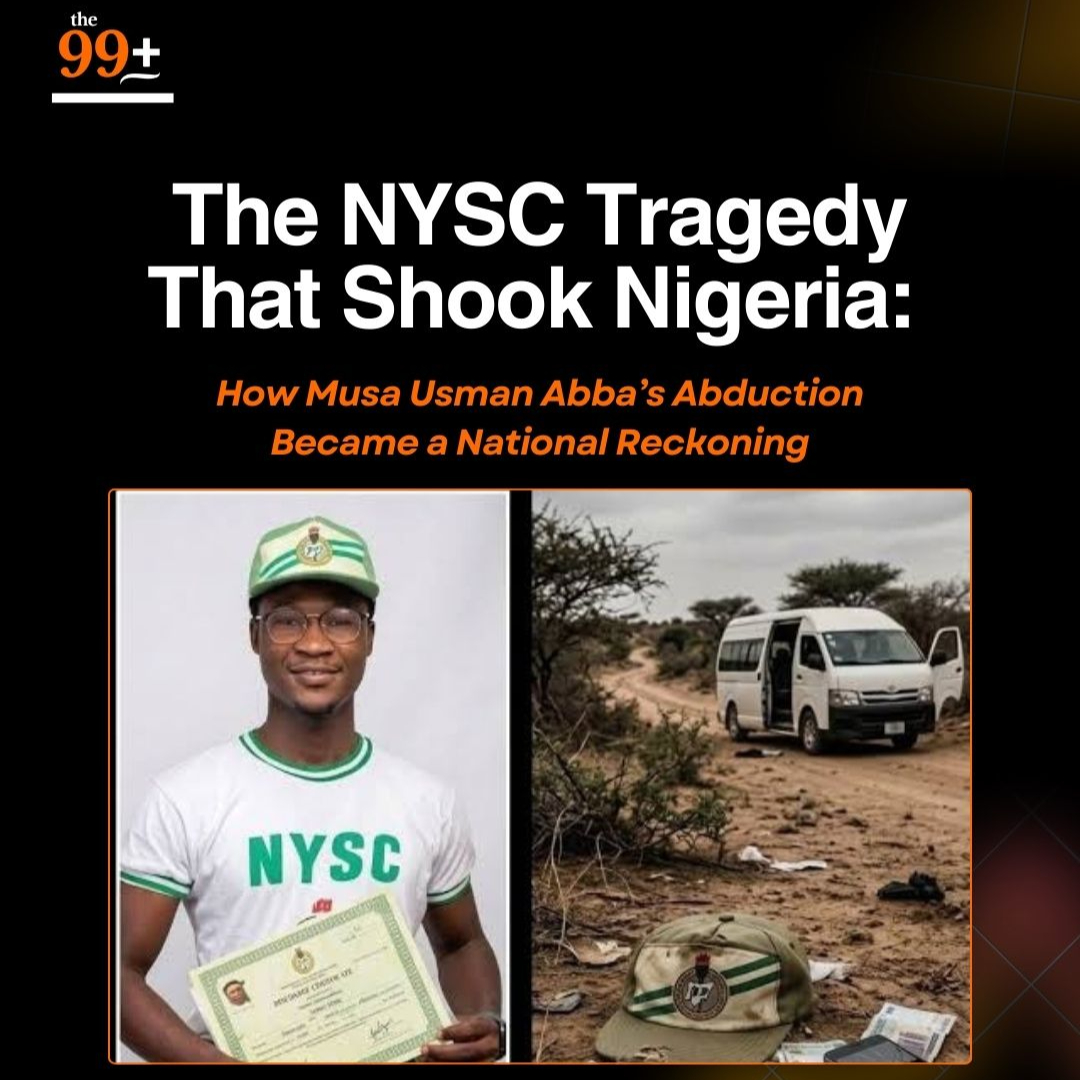 the
99+
The NYSC Tragedy
That Shook Nigeria:
How Musa Usman Abba’s Abduction
Became a National Reckoning
NYSC